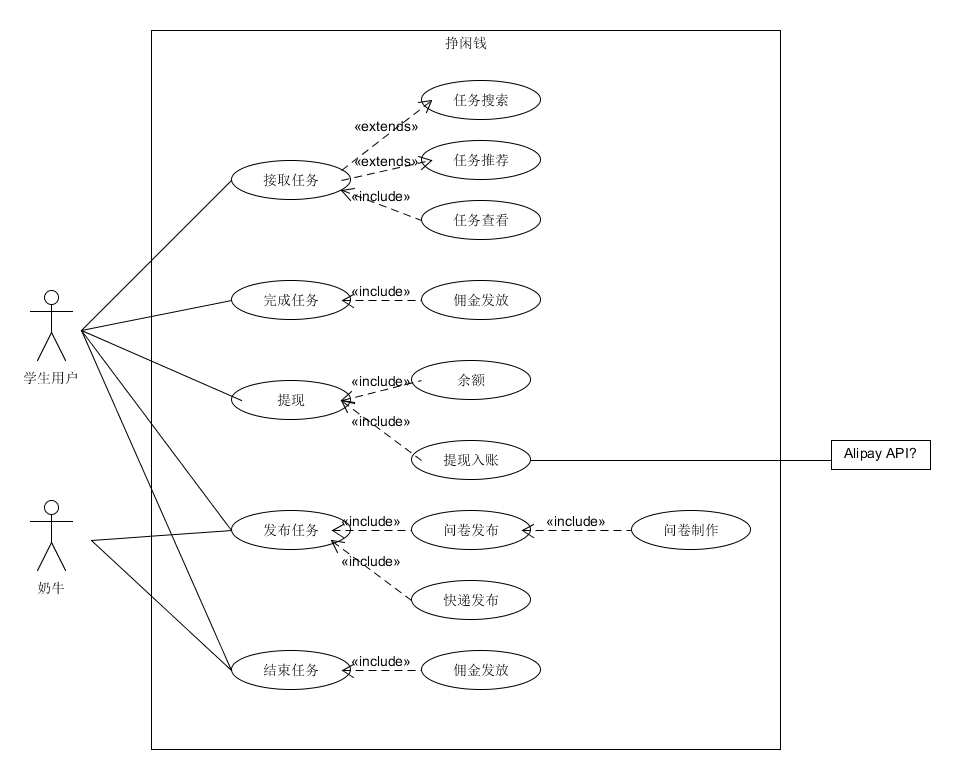 挣闲钱
任务搜索
«extends»
任务推荐
«extends»
接取任务
«include»
任务查看
完成任务
«include»
佣金发放
学生用户
提现
«include»
余额
«include»
提现入账
Alipay API?
奶牛
发布任务
«include»
问卷发布
«include»
问卷制作
«include»
快递发布
结束任务
«include»
佣金发放